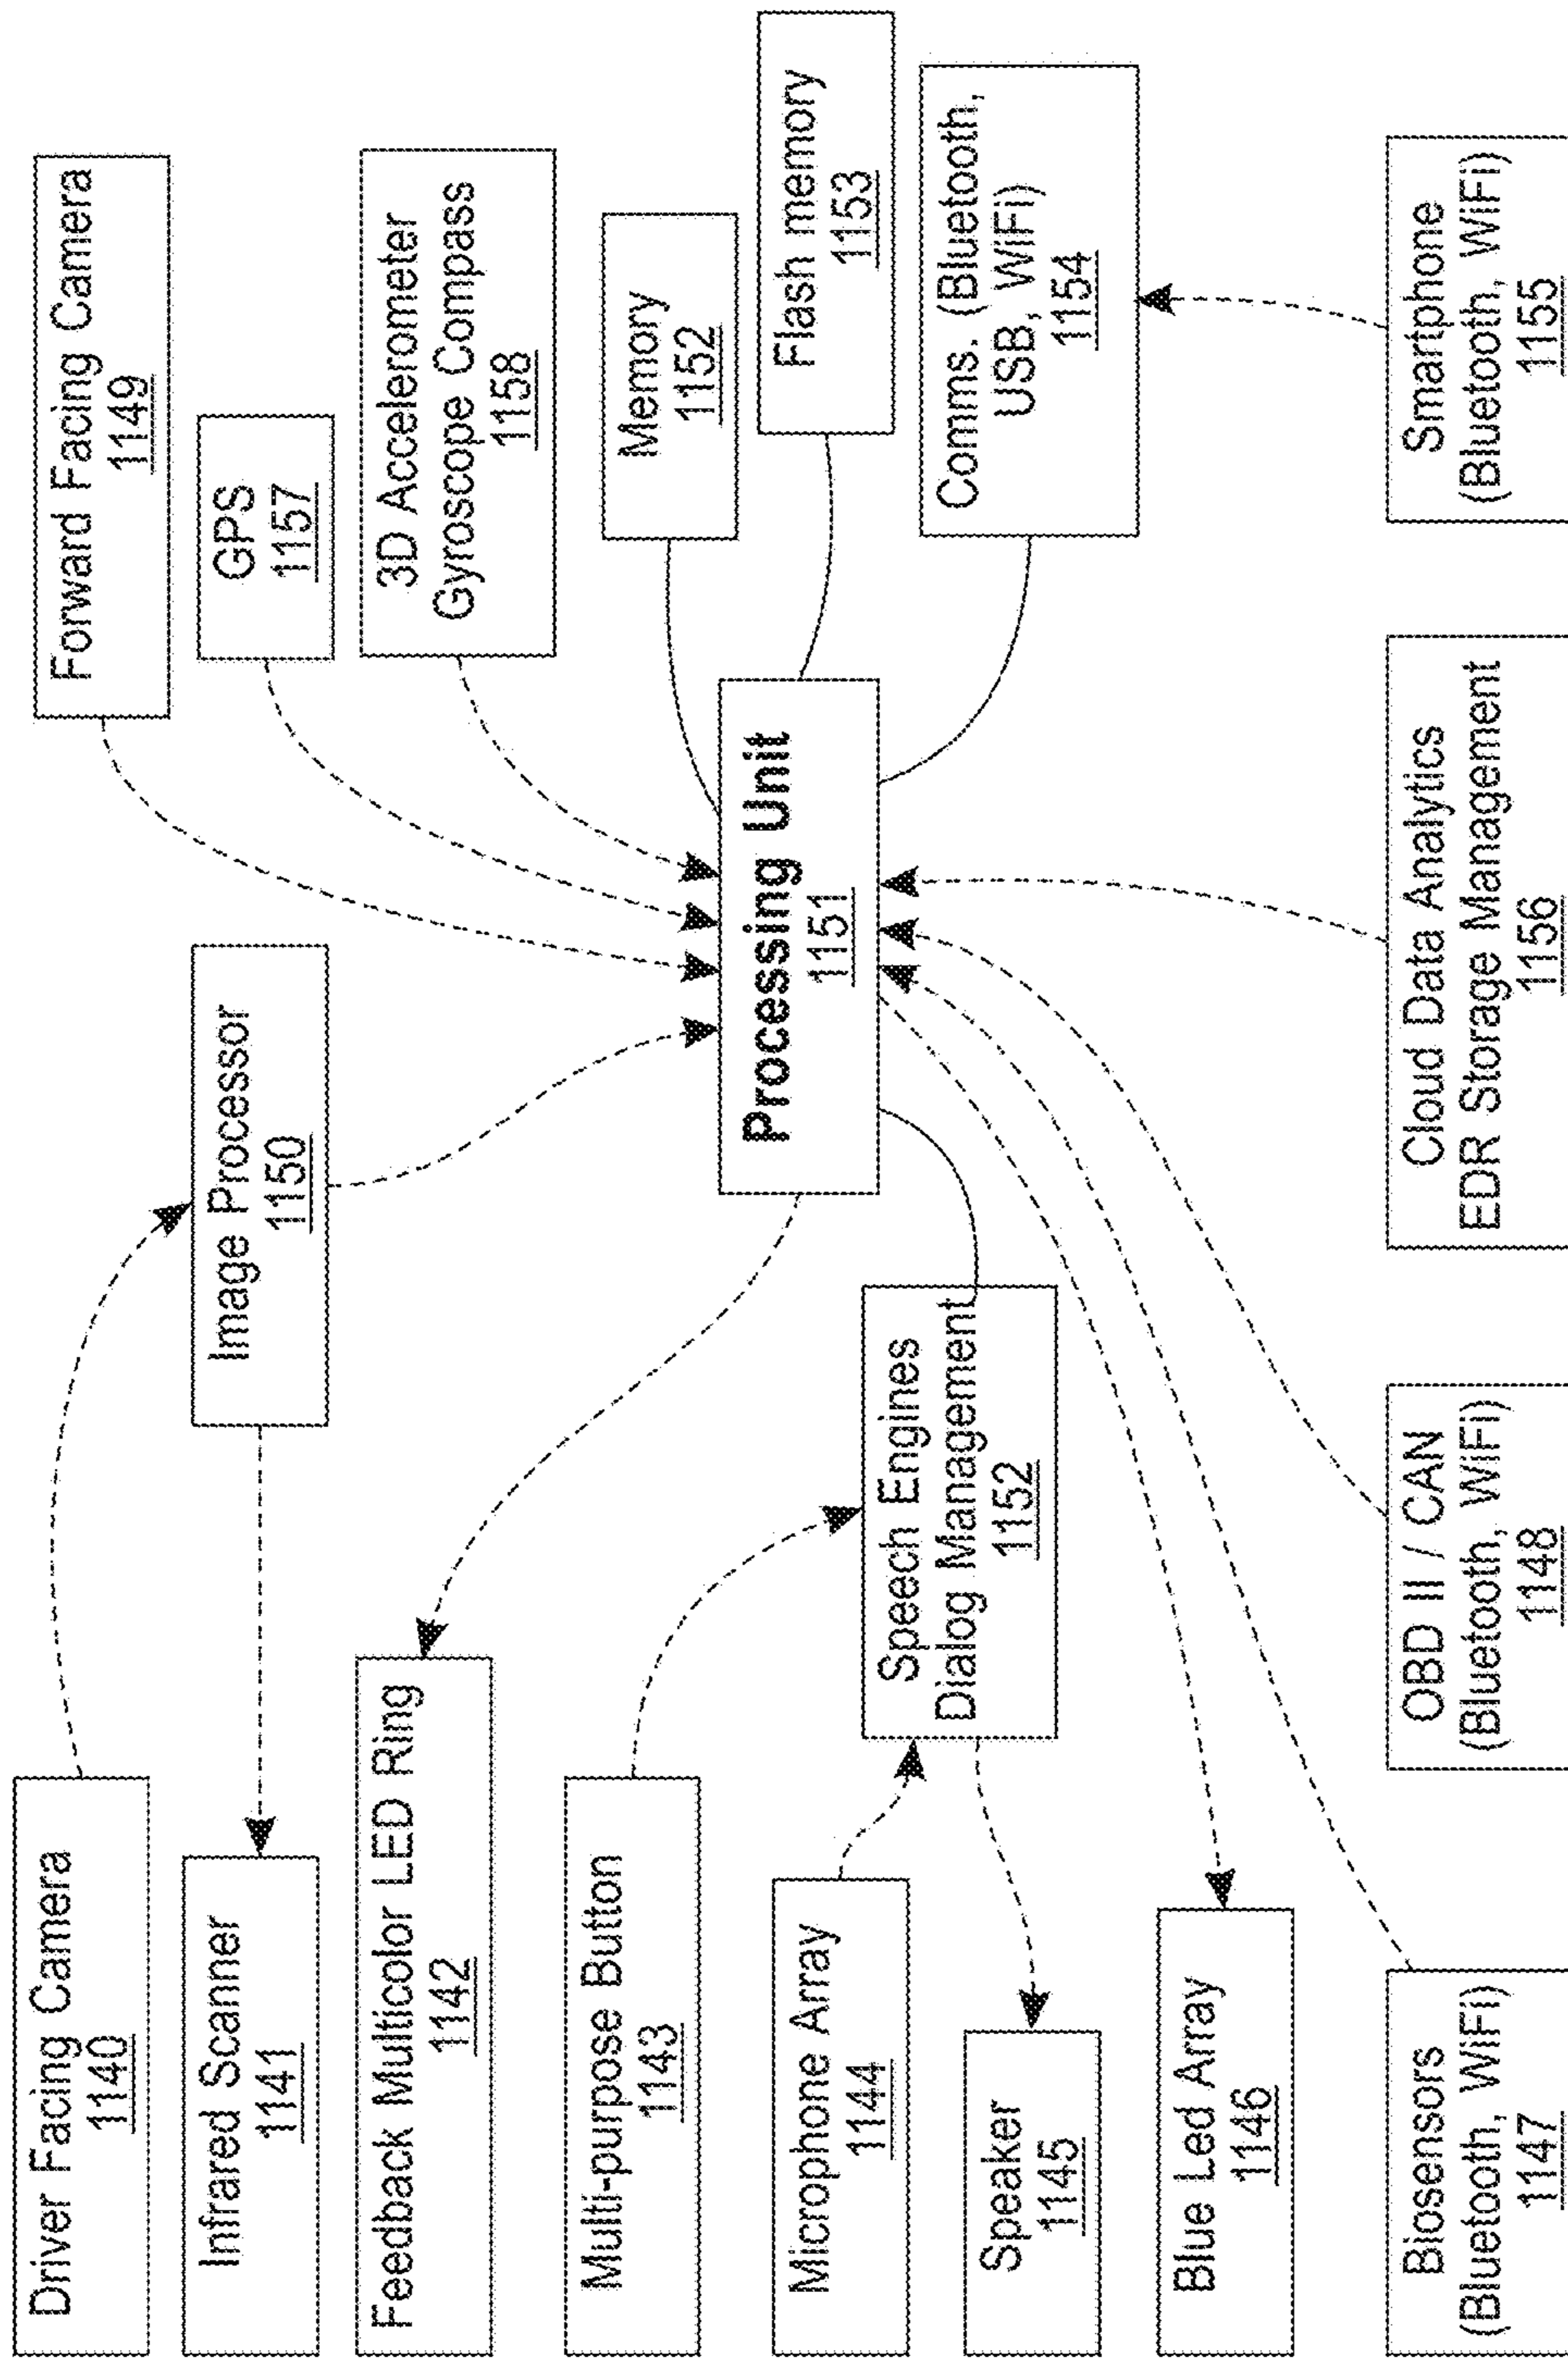 Driver Facing Camera
1140
Infrared Scanner
1141
Feedback Multicolor LED Ring
1142
Multi-purpose Button
1143
Microphone Array
1144
Speaker
1145
Blue Led Array
1146
Biosensors
(Bluetooth, WiFi)
1147
Image Processor
1150
Speech Engines
Dialog Management
1152
OBD II / CAN
(Bluetooth, WiFi)
1148
Processing Unit
1151
Cloud Data Analytics
EDR Storage Management
1156
Forward Facing Camera
1149
GPS
1157
3D Accelerometer
Gyroscope Compass
1158
Memory
1152
Flash memory
1153
Comms. (Bluetooth,
USB, WiFi)
1154
Smartphone
(Bluetooth, WiFi)
1155